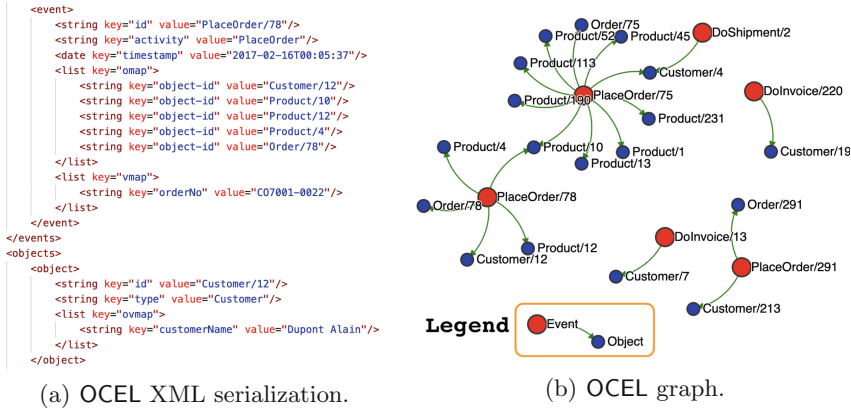 <event>
<string key="id" value="PlaceOrder/78"/>
<string key="activity" value="PlaceOrder"/>
<date key="timestamp" value="2017-02-16T00:05:37"/>
<list key="omap">
<string key="object-id" value="Customer/12"/>
<string key="object-id" value="Product/10"/>
<string key="object-id" value="Product/12"/>
<string key="object-id" value="Product/4"/>
<string key="object-id" value="Order/78"/>
</list>
<list key="vmap">
<string key="orderNo" value="CO7001-0022"/>
</list>
</event>
</events>
<objects>
<object>
<string key="id" value="Customer/12"/>
<string key="type" value="Customer"/>
<list key="ovmap">
<string key="customerName" value="Dupont Alain"/>
</list>
</object>
(a) OCEL XML serialization.
Order/75
Product/52
Product/45
DoShipment/2
Product/113
Customer/4
Product/190
PlaceOrder/75
DoInvoice/220
Product/231
Product/4
Product/10
Product/1
Customer/19
Product/13
PlaceOrder/78
Order/78
Order/291
Product/12
DoInvoice/13
Customer/12
Customer/7
PlaceOrder/291
Customer/213
Legend
Event
Object
(b) OCEL graph.